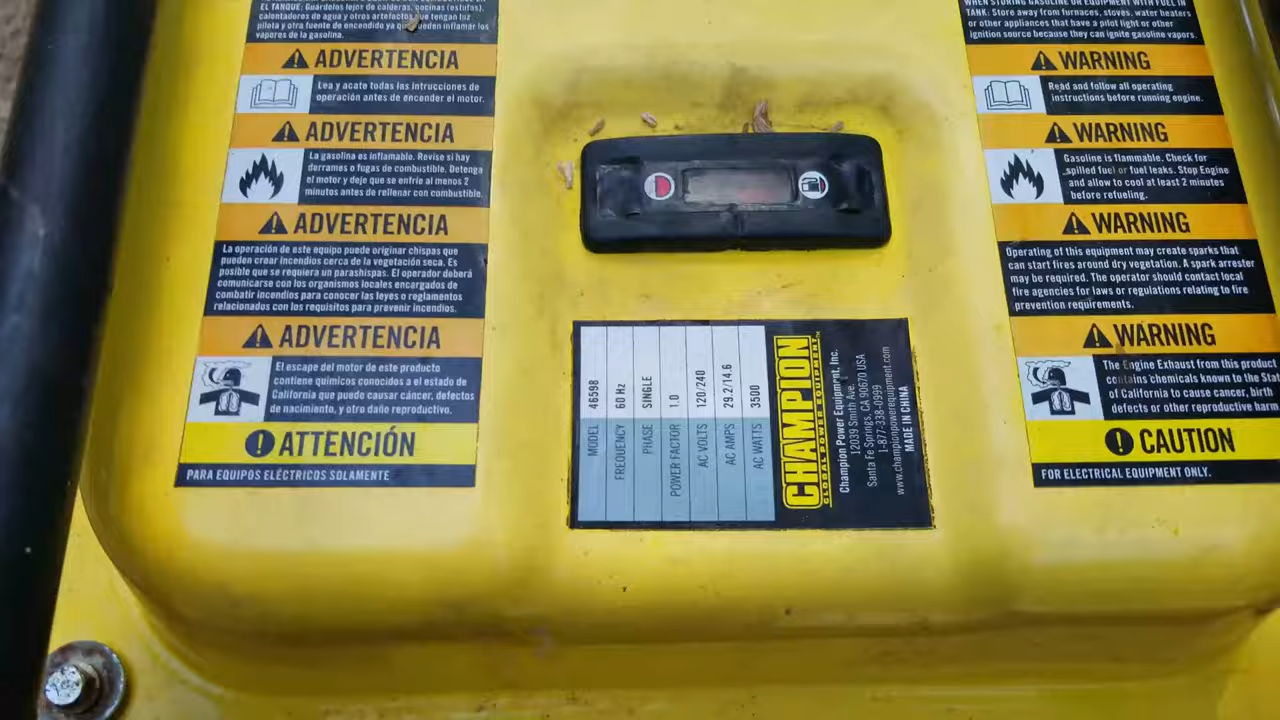 EL TANQUE: Guárdelos lejos de calderas, cocinas (estufas),
calentadores de agua y otros artefactos que tengan luz
pilota y otra fuente de encendido ya que pueden inflamar los
vapores de la gasolina.
ADVERTENCIA
Lea y acate todas las intrucciones de
operación antes de encender el motor.
ADVERTENCIA
La gasolina es inflamable. Revise si hay
derrames o fugas de combustible. Detenga
el motor y deje que se enfríe al menos 2
minutos antes de rellenar con combustible.
ADVERTENCIA
La operación de este equipo puede originar chispas que
pueden crear incendios cerca de la vegetación seca. Es
posible que se requiera un parashispas. El operador deberá
comunicarse con los organismos locales encargados de
combatir incendios para conocer las leyes o reglamentos
relacionados con los requisitos para prevenir incendios.
ADVERTENCIA
El escape del motor de este producto
contiene químicos conocidos a el estado de
California que puede causar cáncer, defectos
de nacimiento, y otro daño reproductivo.
ATTENCIÓN
PARA EQUIPOS ELÉCTRICOS SOLAMENTE
MODEL 46598
FREQUENCY 60 Hz
PHASE SINGLE
POWER FACTOR 1.0
AC VOLTS 120/240
AC AMPS 29.2/14.6
AC WATTS 3500
CHAMPION
GLOBAL POWER EQUIPMENT
Champion Power Equipment, Inc.
12039 Smith Ave.
Santa Fe Springs, CA 90670 USA
1-877-338-0999
www.championpowerequipment.com
MADE IN CHINA
WHEN STORING GASOLINE OR EQUIPMENT WITH FUEL IN
TANK: Store away from furnaces, stoves, water heaters
or other appliances that have a pilot light or other
ignition source because they can ignite gasoline vapors.
WARNING
Read and follow all operating
instructions before running engine.
WARNING
Gasoline is flammable. Check for
spilled fuel or fuel leaks. Stop Engine
and allow to cool at least 2 minutes
before refueling.
WARNING
Operating of this equipment may create sparks that
can start fires around dry vegetation. A spark arrester
may be required. The operator should contact local
fire agencies for laws or regulations relating to fire
prevention requirements.
WARNING
The Engine Exhaust from this product
contains chemicals known to the Stat
of California to cause cancer, birth
defects or other reproductive harm
CAUTION
FOR ELECTRICAL EQUIPMENT ONLY.